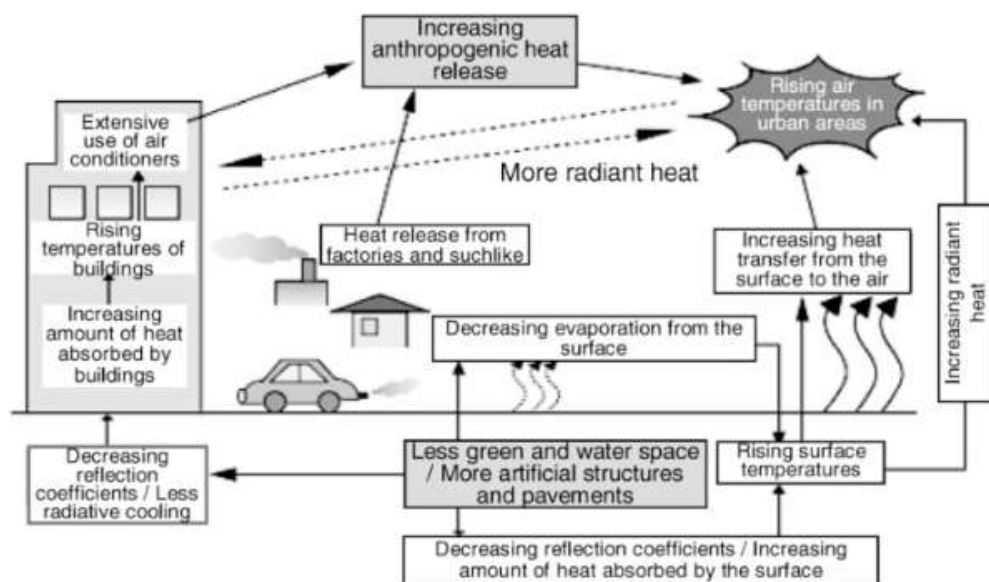 Increasing
anthropogenic heat
release
Rising air
temperatures in
urban areas
Extensive
use of air
conditioners
More radiant heat
Rising
temperatures of
buildings
Heat release from
factories and suchlike
Increasing heat
transfer from the
surface to the air
Increasing radiant
heat
Increasing
amount of heat
absorbed by
buildings
Decreasing evaporation from the
surface
Decreasing
reflection
coefficients / Less
radiative cooling
Less green and water space
/ More artificial structures
and pavements
Rising surface
temperatures
Decreasing reflection coefficients / Increasing
amount of heat absorbed by the surface